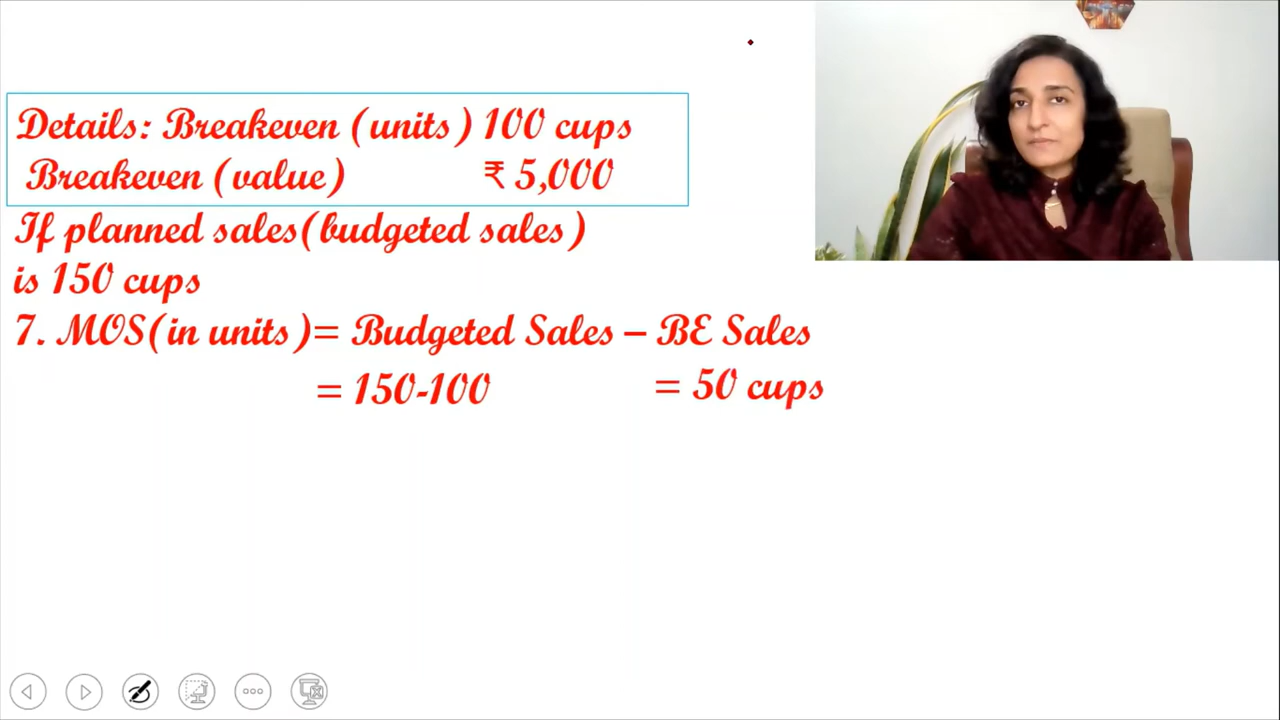 Details: Breakeven (units) 100 cups
Breakeven (value) ₹ 5,000
If planned sales(budgeted sales)
is 150 cups
7. MOS(in units)= Budgeted Sales – BE Sales
= 150-100 = 50 cups